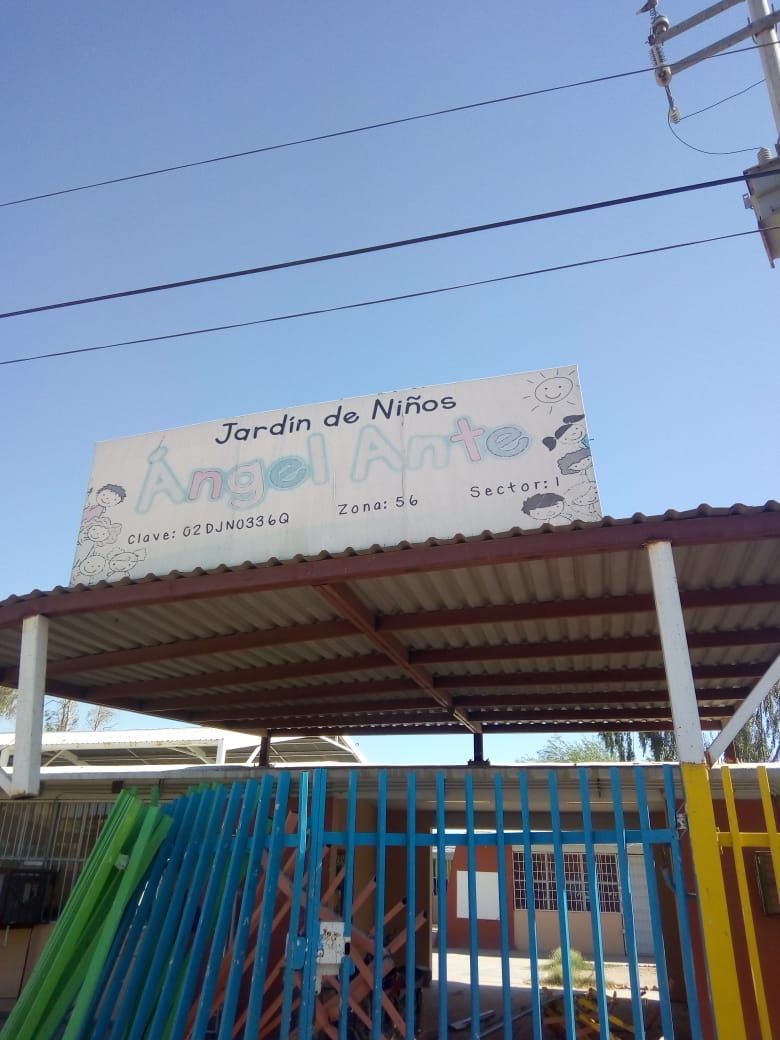 Jardín de Niños
Ángel Ante
Clave: 02DJN0336Q Zona: 56 Sector: 1